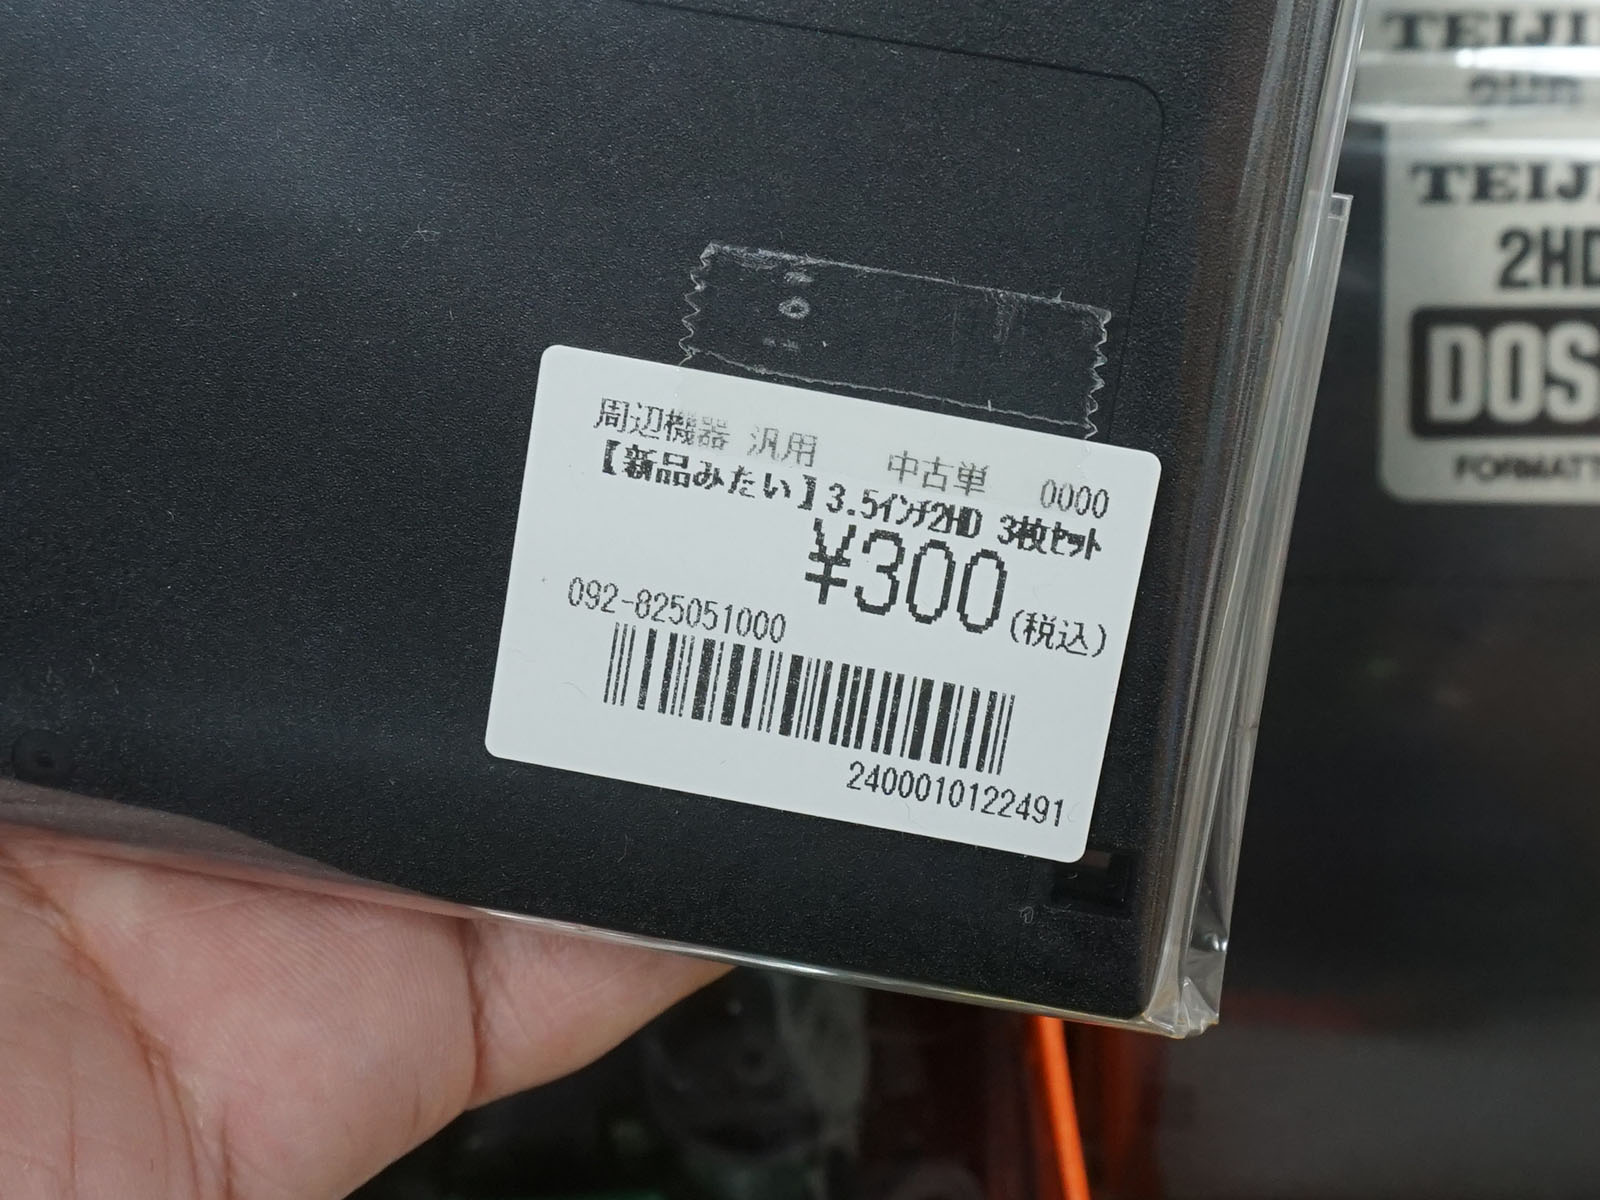 周辺機器 汎用 中古単 0000
【新品みたい】3.5インチ2HD 3枚セット
¥300(税込)
092-825051000
2400010122491
TEIJI
2HD
TEIJ
2HD
DOS
FORMATT